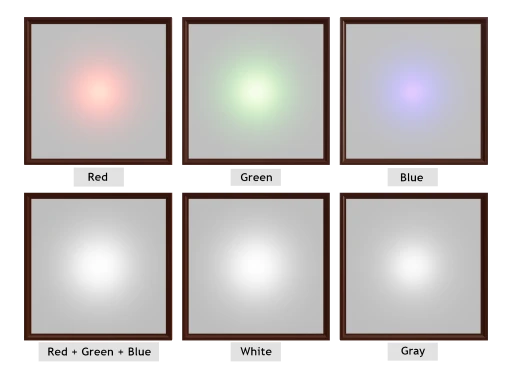 Red
Green
Blue
Red + Green + Blue
White
Gray